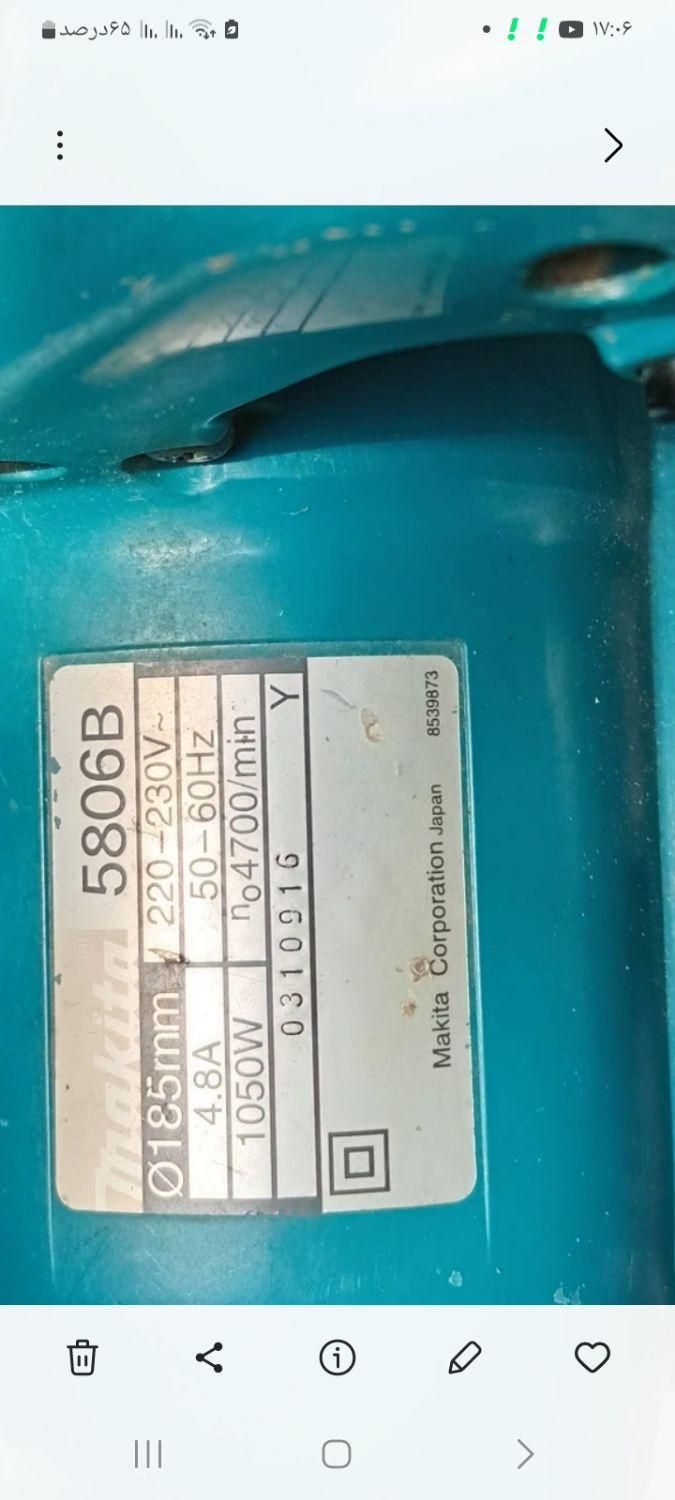 ۶۵درصد
۱۷:۰۶
makita
5806B
Ø185mm 220-230V~
4.8A 50-60Hz
1050W n₀4700/min
031091G Y
Makita Corporation Japan 8539873